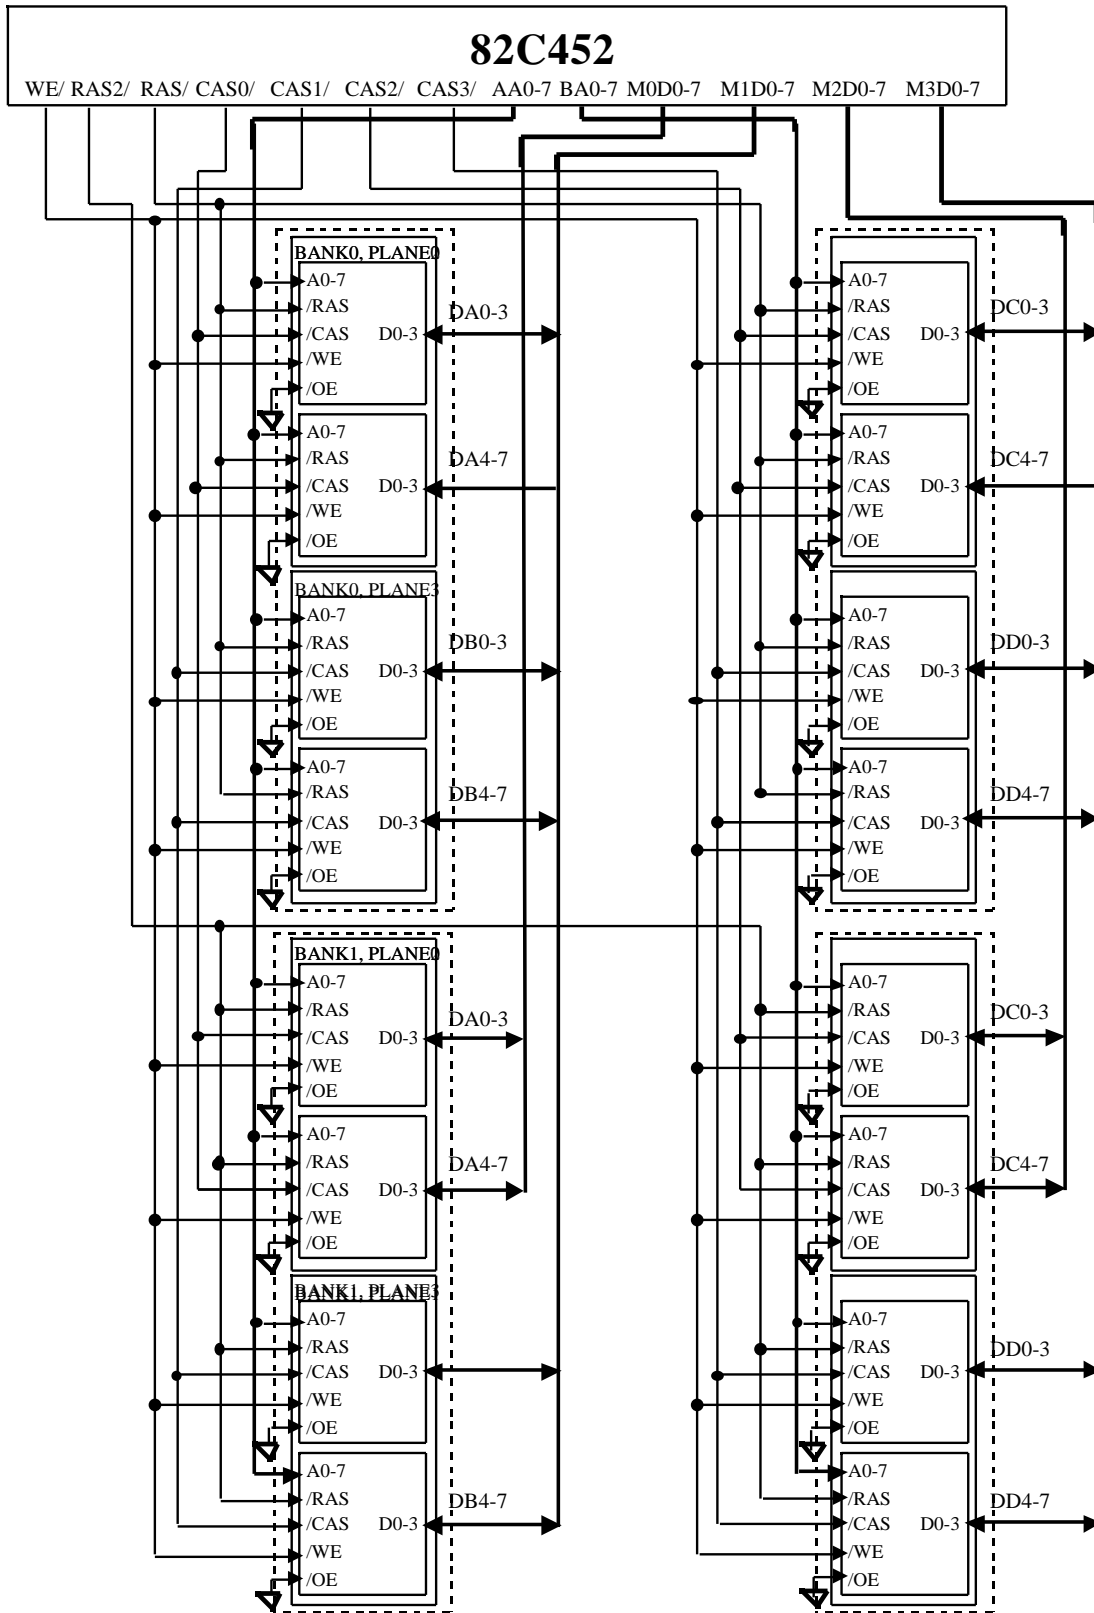 82C452
WE/ RAS2/ RAS/ CAS0/ CAS1/ CAS2/ CAS3/ AA0-7 BA0-7 M0D0-7 M1D0-7 M2D0-7 M3D0-7
BANK0, PLANE0
A0-7
/RAS
/CAS D0-3
/WE
/OE
DA0-3
A0-7
/RAS
/CAS D0-3
/WE
/OE
DA4-7
BANK0, PLANE3
A0-7
/RAS
/CAS D0-3
/WE
/OE
DB0-3
A0-7
/RAS
/CAS D0-3
/WE
/OE
DB4-7
BANK1, PLANE0
A0-7
/RAS
/CAS D0-3
/WE
/OE
DA0-3
A0-7
/RAS
/CAS D0-3
/WE
/OE
DA4-7
BANK1, PLANE3
A0-7
/RAS
/CAS D0-3
/WE
/OE
A0-7
/RAS
/CAS D0-3
/WE
/OE
DB4-7
A0-7
/RAS
/CAS D0-3
/WE
/OE
DC0-3
A0-7
/RAS
/CAS D0-3
/WE
/OE
DC4-7
A0-7
/RAS
/CAS D0-3
/WE
/OE
DD0-3
A0-7
/RAS
/CAS D0-3
/WE
/OE
DD4-7
A0-7
/RAS
/CAS D0-3
/WE
/OE
DC0-3
A0-7
/RAS
/CAS D0-3
/WE
/OE
DC4-7
A0-7
/RAS
/CAS D0-3
/WE
/OE
DD0-3
A0-7
/RAS
/CAS D0-3
/WE
/OE
DD4-7